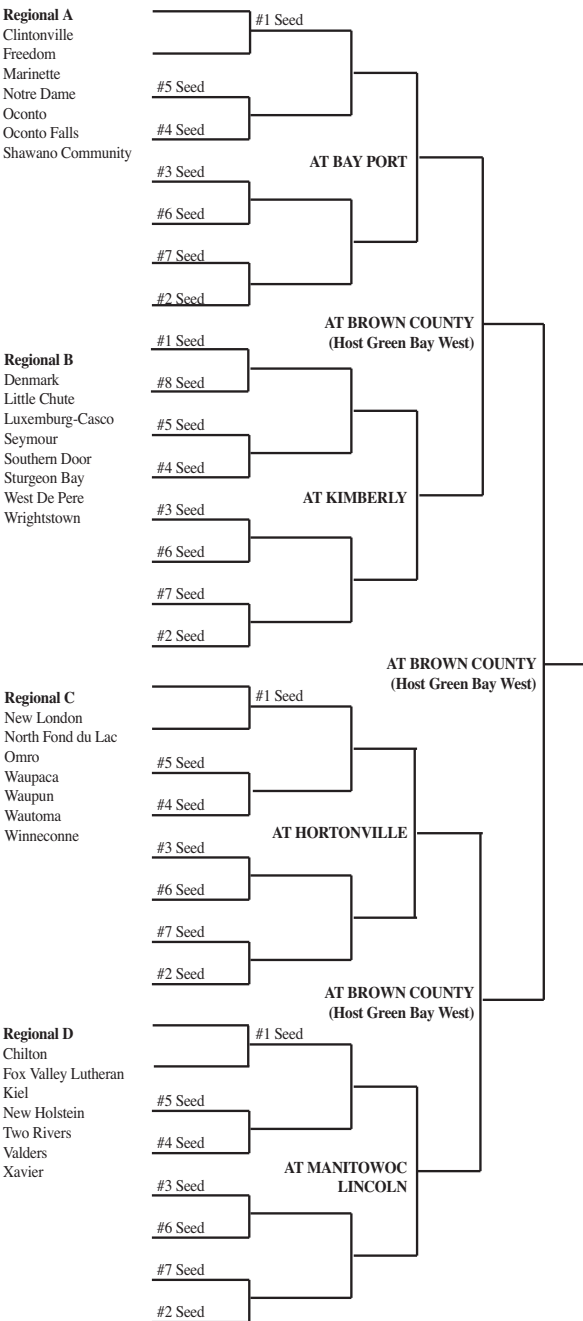 Regional A
Clintonville
Freedom
Marinette
Notre Dame
Oconto
Oconto Falls
Shawano Community
#1 Seed
#5 Seed
#4 Seed
#3 Seed
#6 Seed
#7 Seed
#2 Seed
AT BAY PORT
AT BROWN COUNTY
(Host Green Bay West)
Regional B
Denmark
Little Chute
Luxemburg-Casco
Seymour
Southern Door
Sturgeon Bay
West De Pere
Wrightstown
#1 Seed
#8 Seed
#5 Seed
#4 Seed
#3 Seed
#6 Seed
#7 Seed
#2 Seed
AT KIMBERLY
AT BROWN COUNTY
(Host Green Bay West)
Regional C
New London
North Fond du Lac
Omro
Waupaca
Waupun
Wautoma
Winneconne
#1 Seed
#5 Seed
#4 Seed
#3 Seed
#6 Seed
#7 Seed
#2 Seed
AT HORTONVILLE
AT BROWN COUNTY
(Host Green Bay West)
Regional D
Chilton
Fox Valley Lutheran
Kiel
New Holstein
Two Rivers
Valders
Xavier
#1 Seed
#5 Seed
#4 Seed
#3 Seed
#6 Seed
#7 Seed
#2 Seed
AT MANITOWOC
LINCOLN